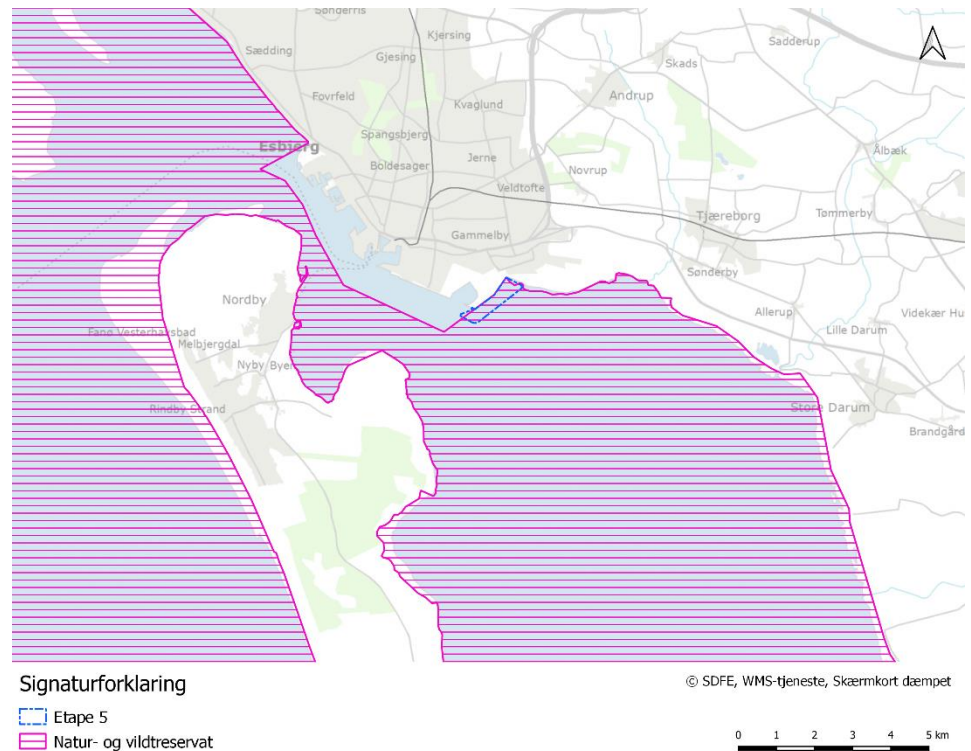 Sønderris
Kjersing
Sædding
Gjesing
Sadderup
Skads
Fovrfeld
Andrup
Kvaglund
Spangsbjerg
Esbjerg
Jerne
Ålbæk
Boldesager
Novrup
Veldtofte
Tjæreborg
Tømmerby
Gammelby
Sønderby
Nordby
Allerup
Videkær Hu
Fanø Vesterhavsbad
Lille Darum
Melbjergdal
Nyby Byer
Rindby Strand
Store Darum
Brandgård
Signaturforklaring
© SDFE, WMS-tjeneste, Skærmkort dæmpet
Etape 5
Natur- og vildtreservat
0 1 2 3 4 5 km